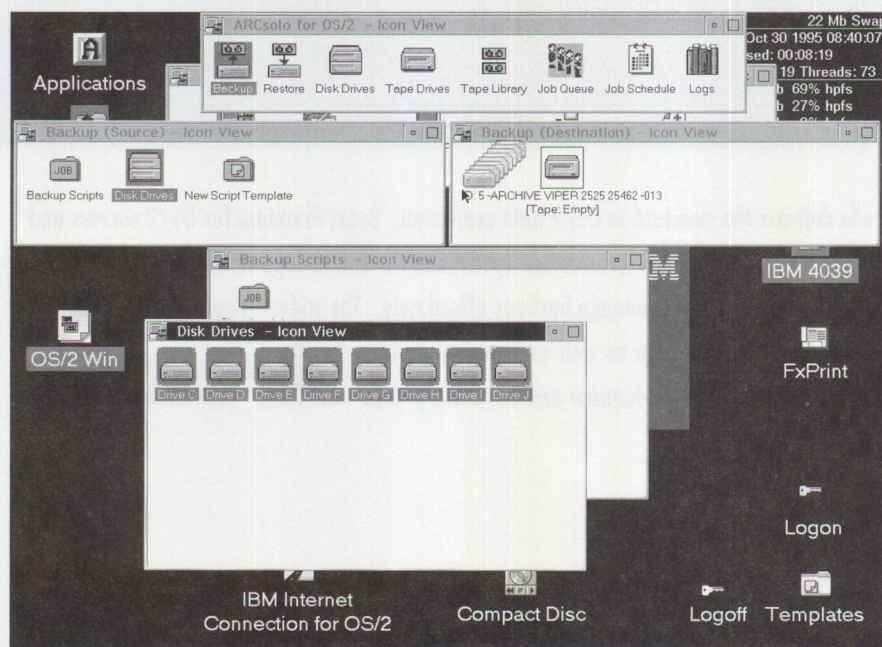 22 Mb Swap
Oct 30 1995 08:40:07
sed: 00:08:19
19 Threads: 73
b 69% hpfs
b 27% hpfs
ARCsolo for OS/2 - Icon View
Backup Restore Disk Drives Tape Drives Tape Library Job Queue Job Schedule Logs
A
Applications
Backup (Source) - Icon View
JOB
Backup Scripts Disk Drives New Script Template
Backup (Destination) - Icon View
ID: 5 -ARCHIVE VIPER 2525 25462 -013
[Tape: Empty]
Backup Scripts - Icon View
JOB
IBM
IBM 4039
OS/2 Win
FxPrint
Disk Drives - Icon View
Drive C Drive D Drive E Drive F Drive G Drive H Drive I Drive J
Logon
IBM Internet
Connection for OS/2
Compact Disc
Logoff
Templates